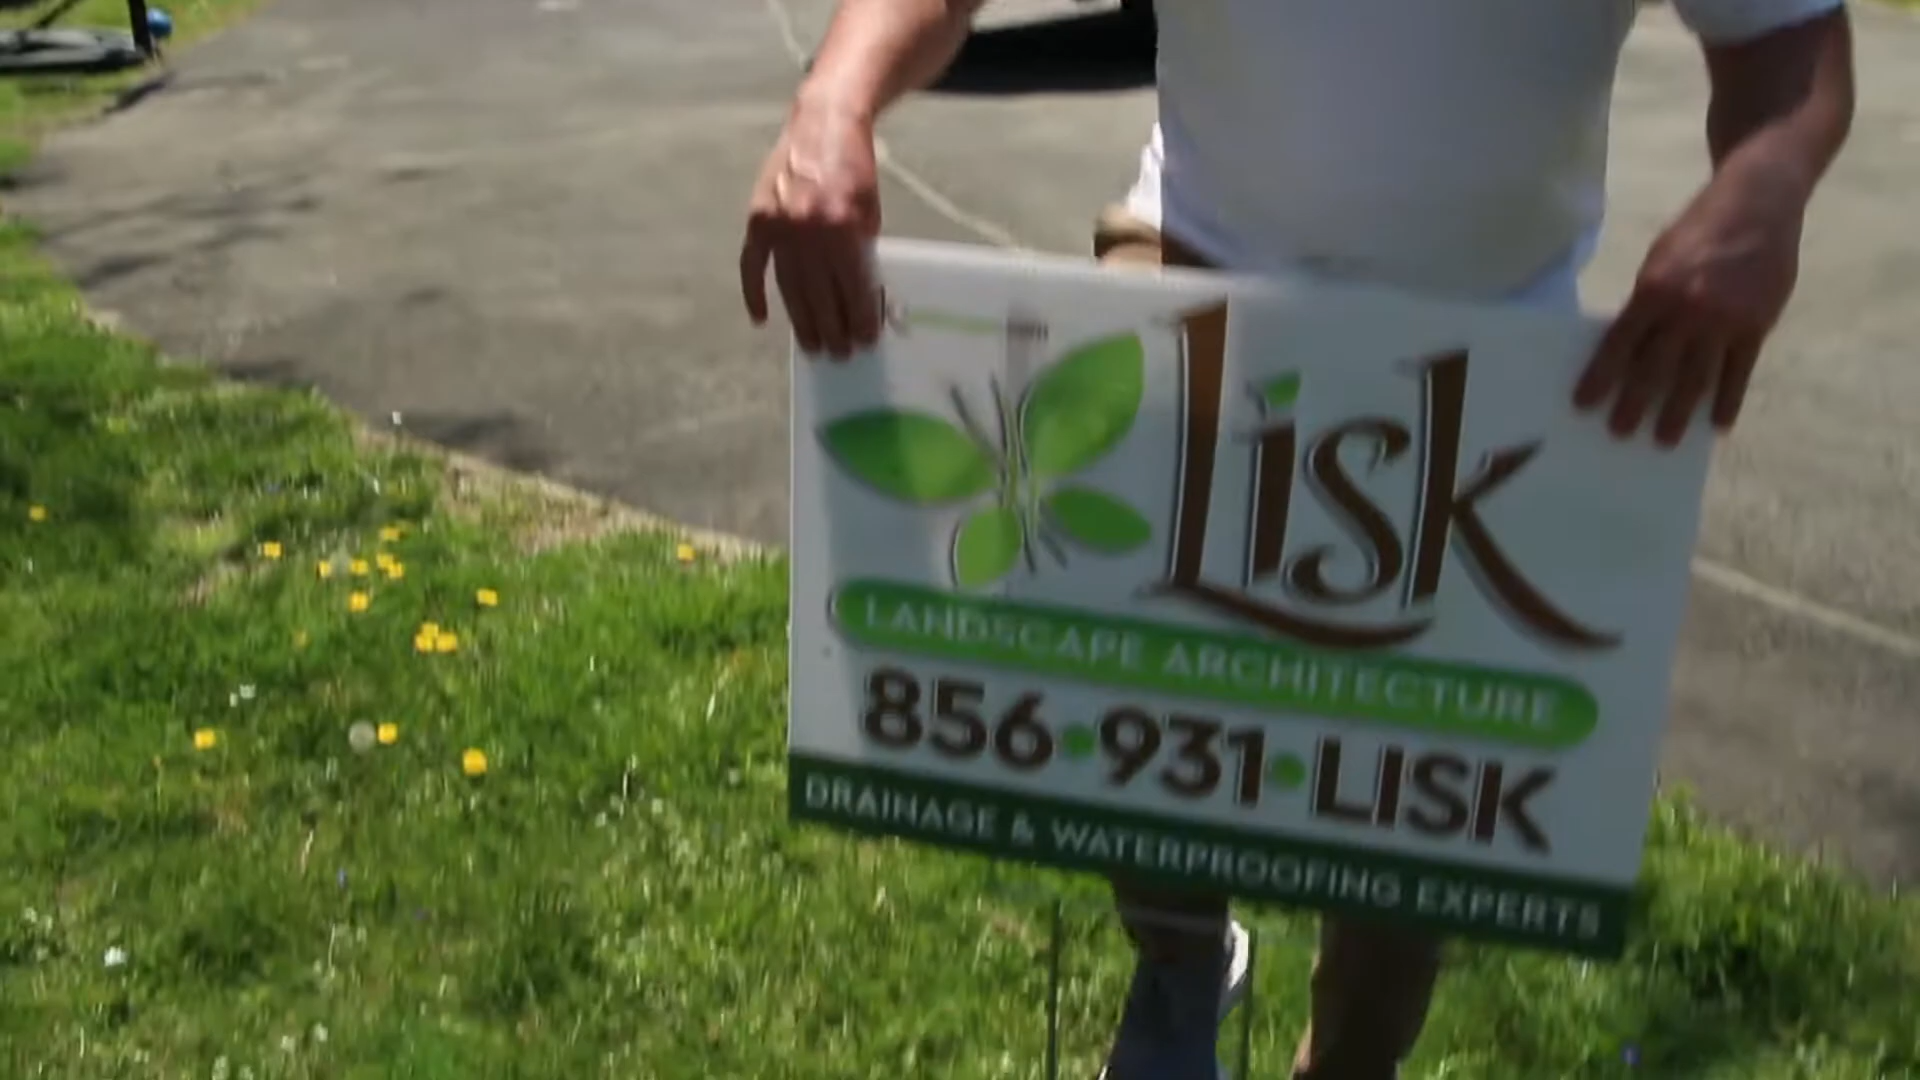 Lisk
LANDSCAPE ARCHITECTURE
856•931•LISK
DRAINAGE & WATERPROOFING EXPERTS